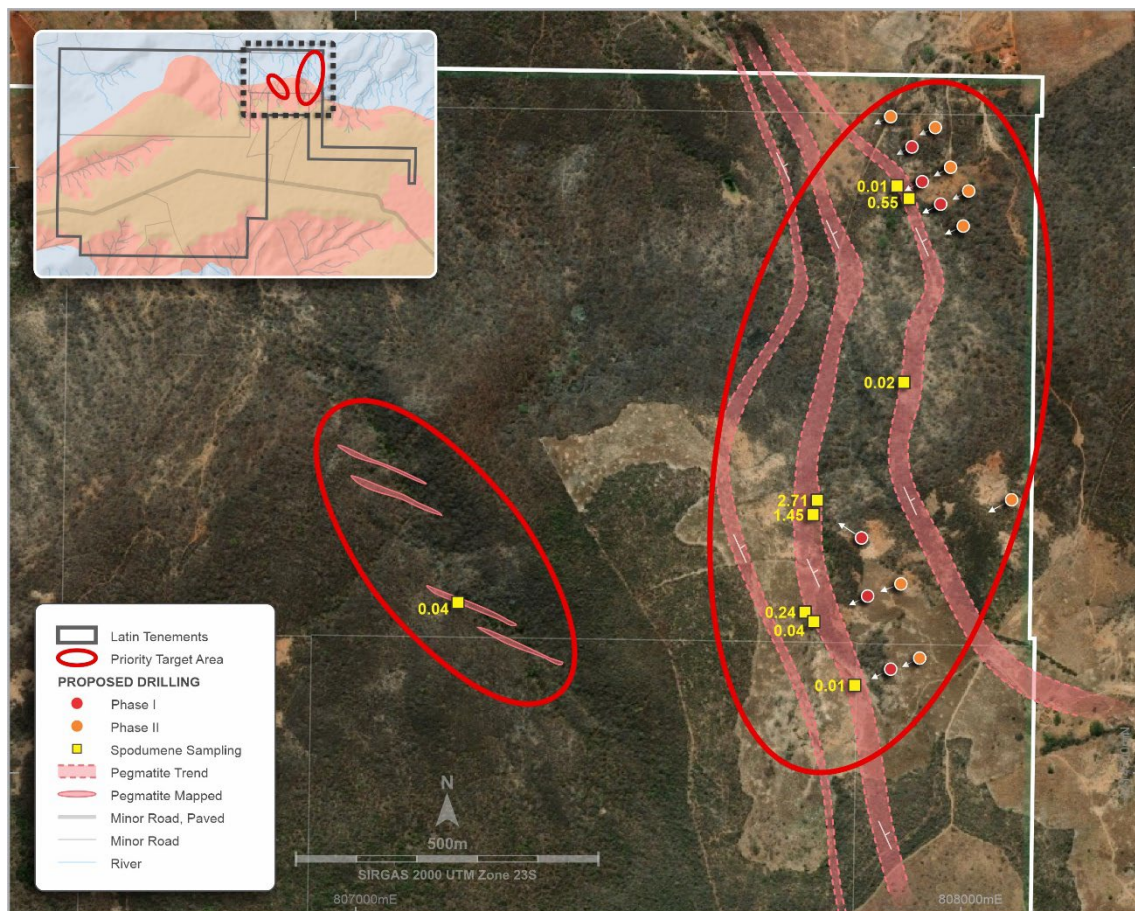 0.01
0.55
0.02
2.71
1.45
0.04
0.24
0.04
0.01
Latin Tenements
Priority Target Area
PROPOSED DRILLING
Phase I
Phase II
Spodumene Sampling
Pegmatite Trend
Pegmatite Mapped
Minor Road, Paved
Minor Road
River
N
500m
SIRGAS 2000 UTM Zone 23S
807000mE
808000mE